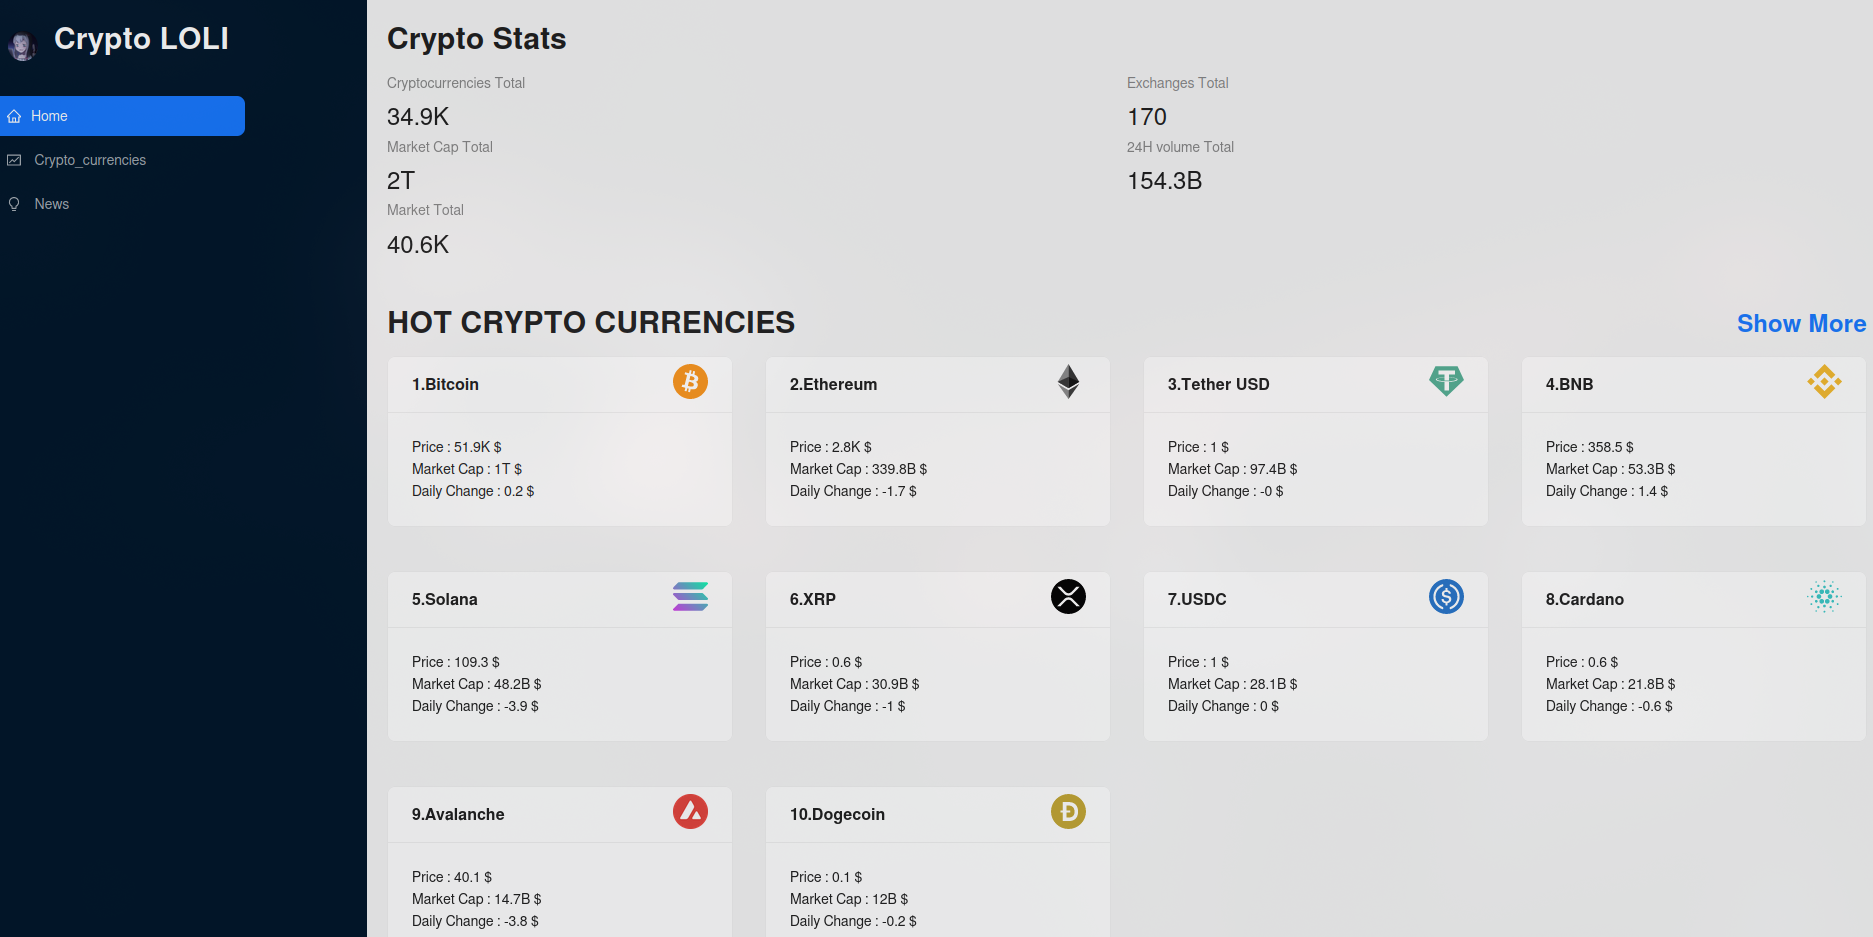 Crypto LOLI
Home
Crypto_currencies
News
Crypto Stats
Cryptocurrencies Total
34.9K
Exchanges Total
170
Market Cap Total
2T
24H volume Total
154.3B
Market Total
40.6K
HOT CRYPTO CURRENCIES
Show More
1.Bitcoin
Price : 51.9K $
Market Cap : 1T $
Daily Change : 0.2 $
2.Ethereum
Price : 2.8K $
Market Cap : 339.8B $
Daily Change : -1.7 $
3.Tether USD
Price : 1 $
Market Cap : 97.4B $
Daily Change : -0 $
4.BNB
Price : 358.5 $
Market Cap : 53.3B $
Daily Change : 1.4 $
5.Solana
Price : 109.3 $
Market Cap : 48.2B $
Daily Change : -3.9 $
6.XRP
Price : 0.6 $
Market Cap : 30.9B $
Daily Change : -1 $
7.USDC
Price : 1 $
Market Cap : 28.1B $
Daily Change : 0 $
8.Cardano
Price : 0.6 $
Market Cap : 21.8B $
Daily Change : -0.6 $
9.Avalanche
Price : 40.1 $
Market Cap : 14.7B $
Daily Change : -3.8 $
10.Dogecoin
Price : 0.1 $
Market Cap : 12B $
Daily Change : -0.2 $